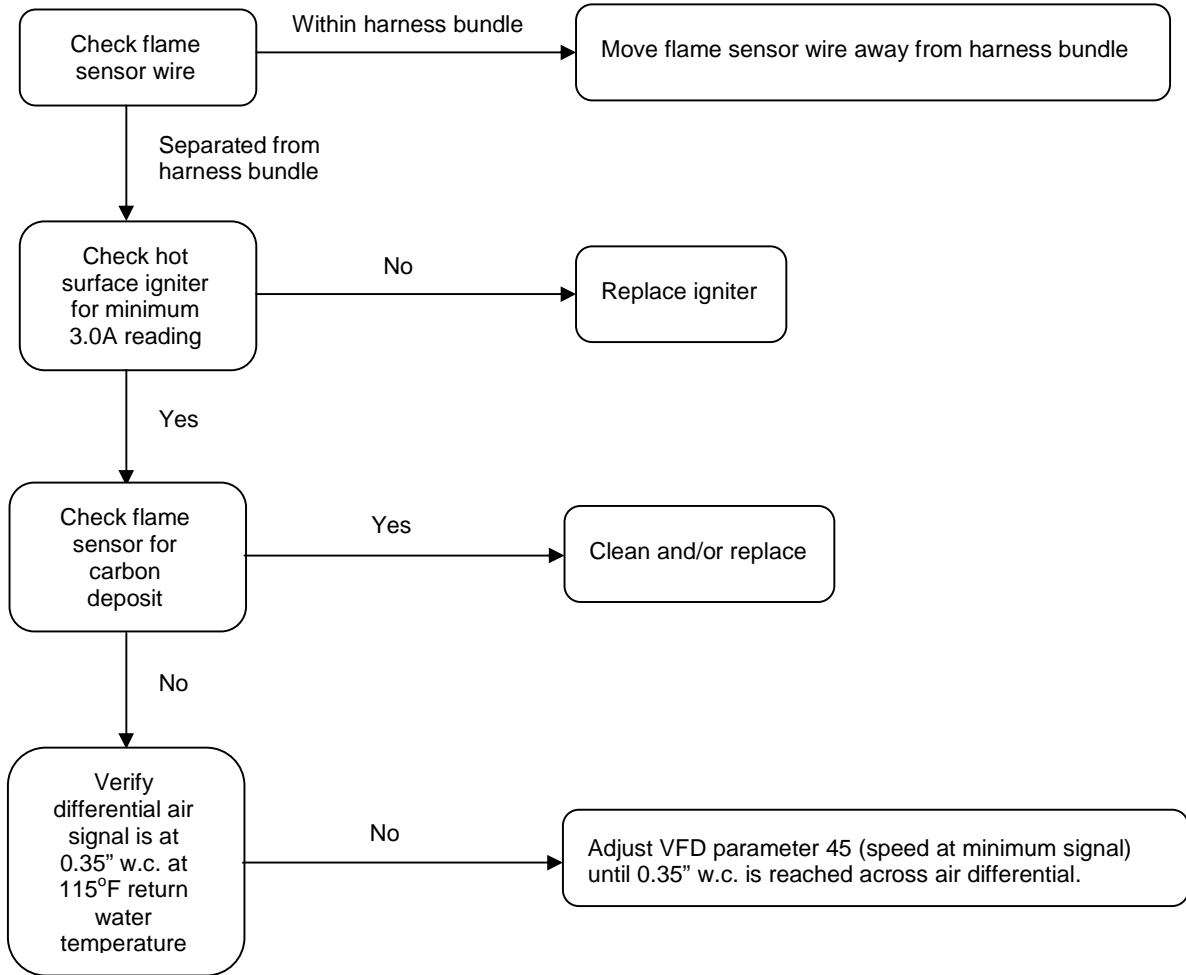 Check flame
sensor wire
Within harness bundle
Move flame sensor wire away from harness bundle
Separated from
harness bundle
Check hot
surface igniter
for minimum
3.0A reading
No
Replace igniter
Yes
Check flame
sensor for
carbon
deposit
Yes
Clean and/or replace
No
Verify
differential air
signal is at
0.35” w.c. at
115°F return
water
temperature
No
Adjust VFD parameter 45 (speed at minimum signal)
until 0.35” w.c. is reached across air differential.